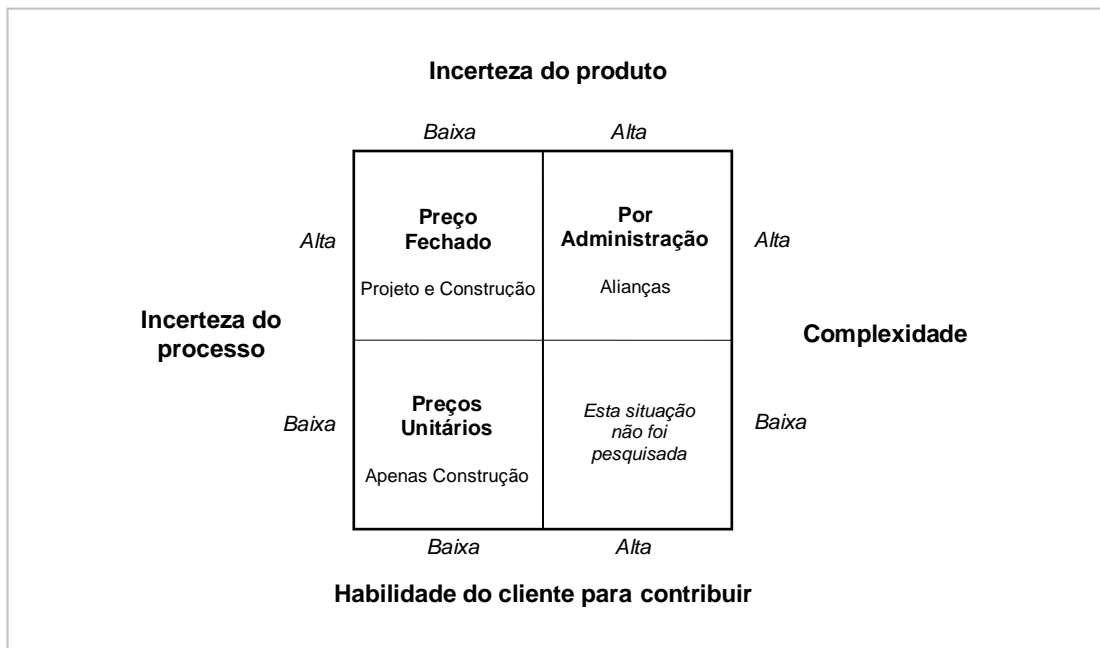 Incerteza do produto
Baixa
Alta
Alta
Preço
Fechado
Projeto e Construção
Por
Administração
Alianças
Alta
Incerteza do
processo
Complexidade
Baixa
Preços
Unitários
Apenas Construção
Esta situação
não foi
pesquisada
Baixa
Baixa
Alta
Habilidade do cliente para contribuir